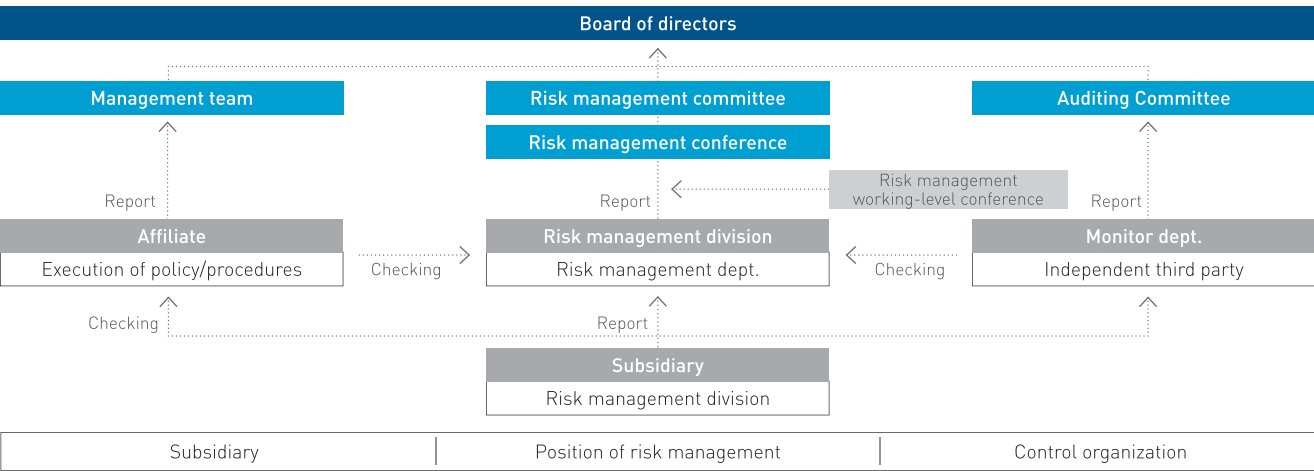 Board of directors
Management team
Risk management committee
Auditing Committee
Risk management conference
Risk management
working-level conference
Report
Report
Report
Affiliate
Risk management division
Monitor dept.
Execution of policy/procedures
Checking
Risk management dept.
Checking
Independent third party
Checking
Report
Subsidiary
Risk management division
Subsidiary
Position of risk management
Control organization